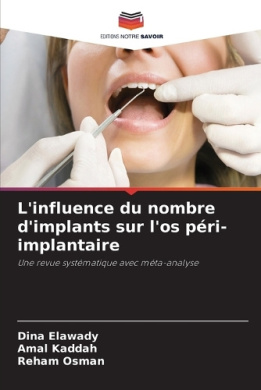 EDITIONS NOTRE SAVOIR
L'influence du nombre
d'implants sur l'os péri-
implantaire
Une revue systématique avec méta-analyse
Dina Elawady
Amal Kaddah
Reham Osman